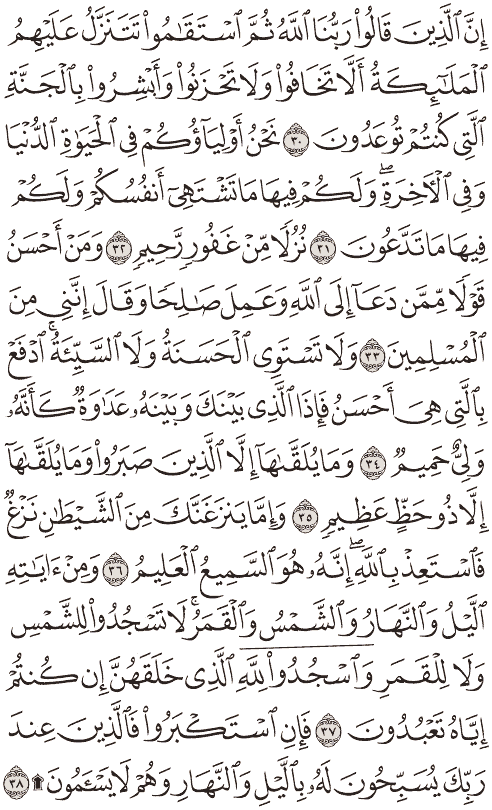 إِنَّ ٱلَّذِينَ قَالُوا۟ رَبُّنَا ٱللَّهُ ثُمَّ ٱسْتَقَـٰمُوا۟ تَتَنَزَّلُ عَلَيْهِمُ
ٱلْمَلَـٰٓئِكَةُ أَلَّا تَخَافُوا۟ وَلَا تَحْزَنُوا۟ وَأَبْشِرُوا۟ بِٱلْجَنَّةِ
ٱلَّتِى كُنتُمْ تُوعَدُونَ ٣٠ نَحْنُ أَوْلِيَآؤُكُمْ فِى ٱلْحَيَوٰةِ ٱلدُّنْيَا
وَفِى ٱلْـَٔاخِرَةِ ۖ وَلَكُمْ فِيهَا مَا تَشْتَهِىٓ أَنفُسُكُمْ وَلَكُمْ
فِيهَا مَا تَدَّعُونَ ٣١ نُزُلًا مِّنْ غَفُورٍ رَّحِيمٍ ٣٢ وَمَنْ أَحْسَنُ
قَوْلًا مِّمَّن دَعَآ إِلَى ٱللَّهِ وَعَمِلَ صَـٰلِحًا وَقَالَ إِنَّنِى مِنَ
ٱلْمُسْلِمِينَ ٣٣ وَلَا تَسْتَوِى ٱلْحَسَنَةُ وَلَا ٱلسَّيِّئَةُ ۚ ٱدْفَعْ
بِٱلَّتِى هِىَ أَحْسَنُ فَإِذَا ٱلَّذِى بَيْنَكَ وَبَيْنَهُۥ عَدَٰوَةٌ كَأَنَّهُۥ
وَلِىٌّ حَمِيمٌ ٣٤ وَمَا يُلَقَّىٰهَآ إِلَّا ٱلَّذِينَ صَبَرُوا۟ وَمَا يُلَقَّىٰهَآ
إِلَّا ذُو حَظٍّ عَظِيمٍ ٣٥ وَإِمَّا يَنزَغَنَّكَ مِنَ ٱلشَّيْطَـٰنِ نَزْغٌ
فَٱسْتَعِذْ بِٱللَّهِ ۖ إِنَّهُۥ هُوَ ٱلسَّمِيعُ ٱلْعَلِيمُ ٣٦ وَمِنْ ءَايَـٰتِهِ
ٱلَّيْلُ وَٱلنَّهَارُ وَٱلشَّمْسُ وَٱلْقَمَرُ ۚ لَا تَسْجُدُوا۟ لِلشَّمْسِ
وَلَا لِلْقَمَرِ وَٱسْجُدُوا۟ لِلَّهِ ٱلَّذِى خَلَقَهُنَّ إِن كُنتُمْ
إِيَّاهُ تَعْبُدُونَ ٣٧ فَإِنِ ٱسْتَكْبَرُوا۟ فَٱلَّذِينَ عِندَ
رَبِّكَ يُسَبِّحُونَ لَهُۥ بِٱلَّيْلِ وَٱلنَّهَارِ وَهُمْ لَا يَسْـَٔمُونَ ۩ ٣٨